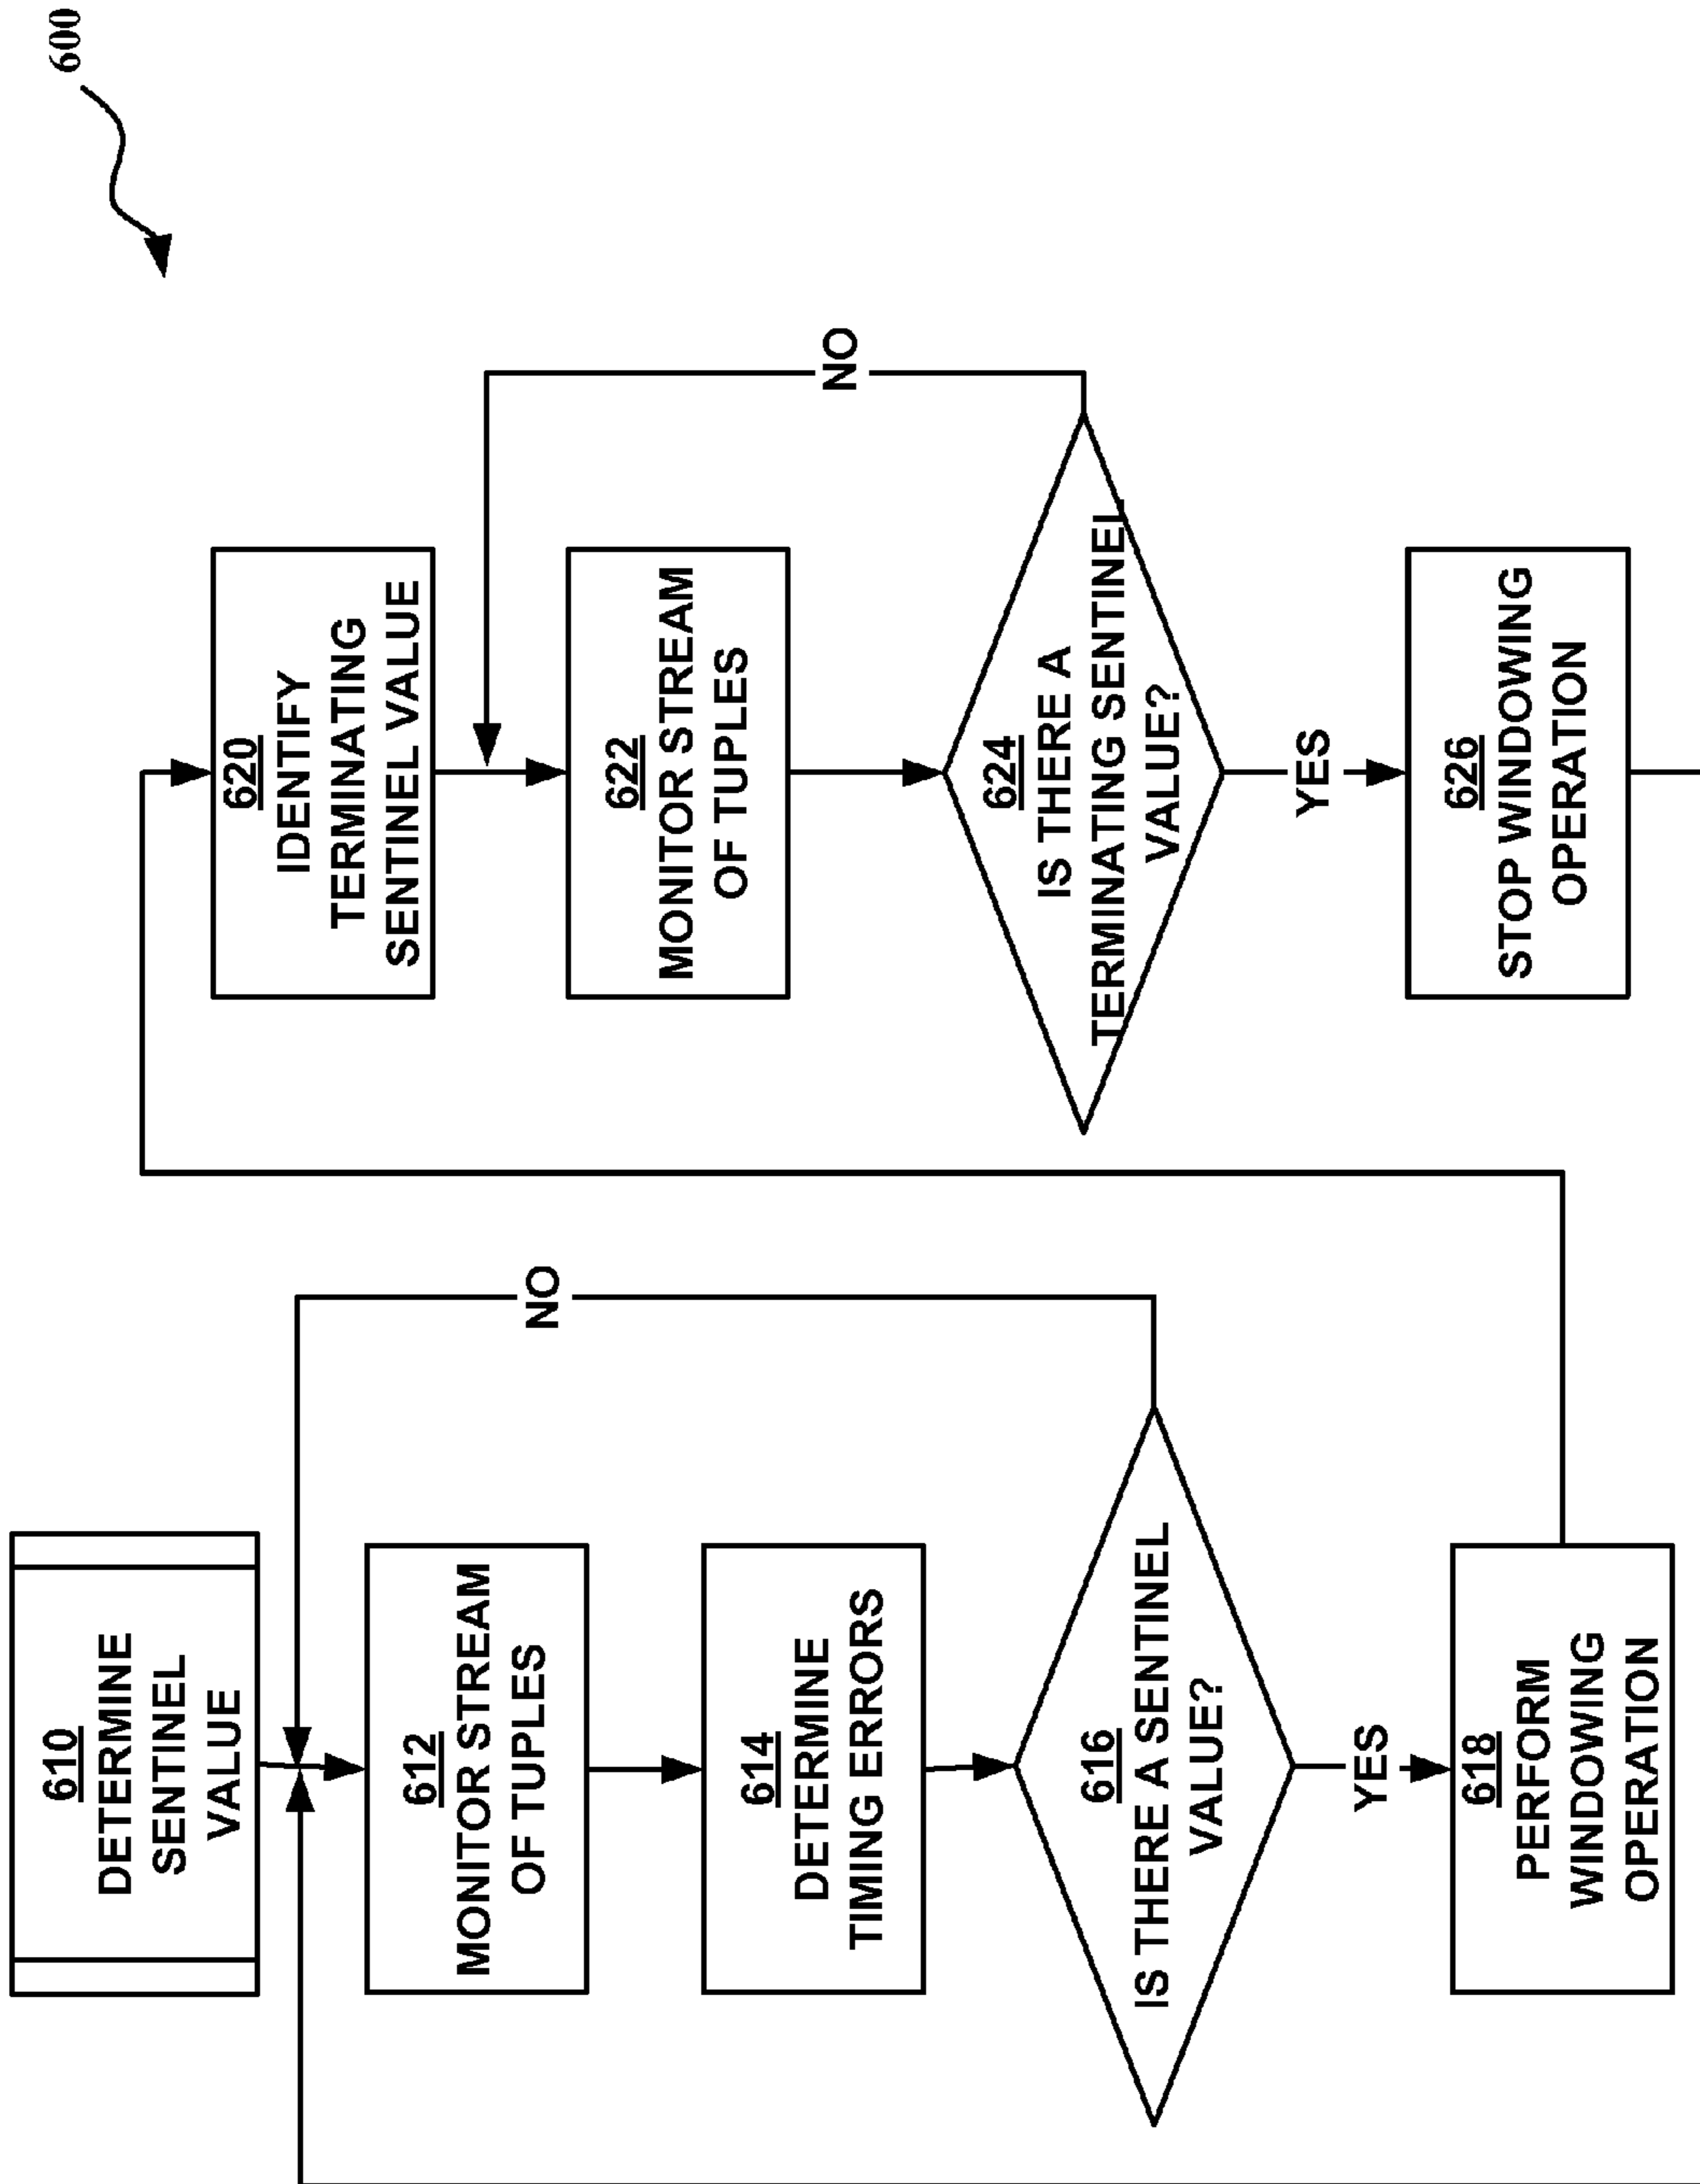 600
610
DETERMINE
SENTINEL
VALUE
612
MONITOR STREAM
OF TUPLES
614
DETERMINE
TIMING ERRORS
616
IS THERE A SENTINEL
VALUE?
NO
YES
618
PERFORM
WINDOWING
OPERATION
620
IDENTIFY
TERMINATING
SENTINEL VALUE
622
MONITOR STREAM
OF TUPLES
624
IS THERE A
TERMINATING SENTINEL
VALUE?
NO
YES
626
STOP WINDOWING
OPERATION